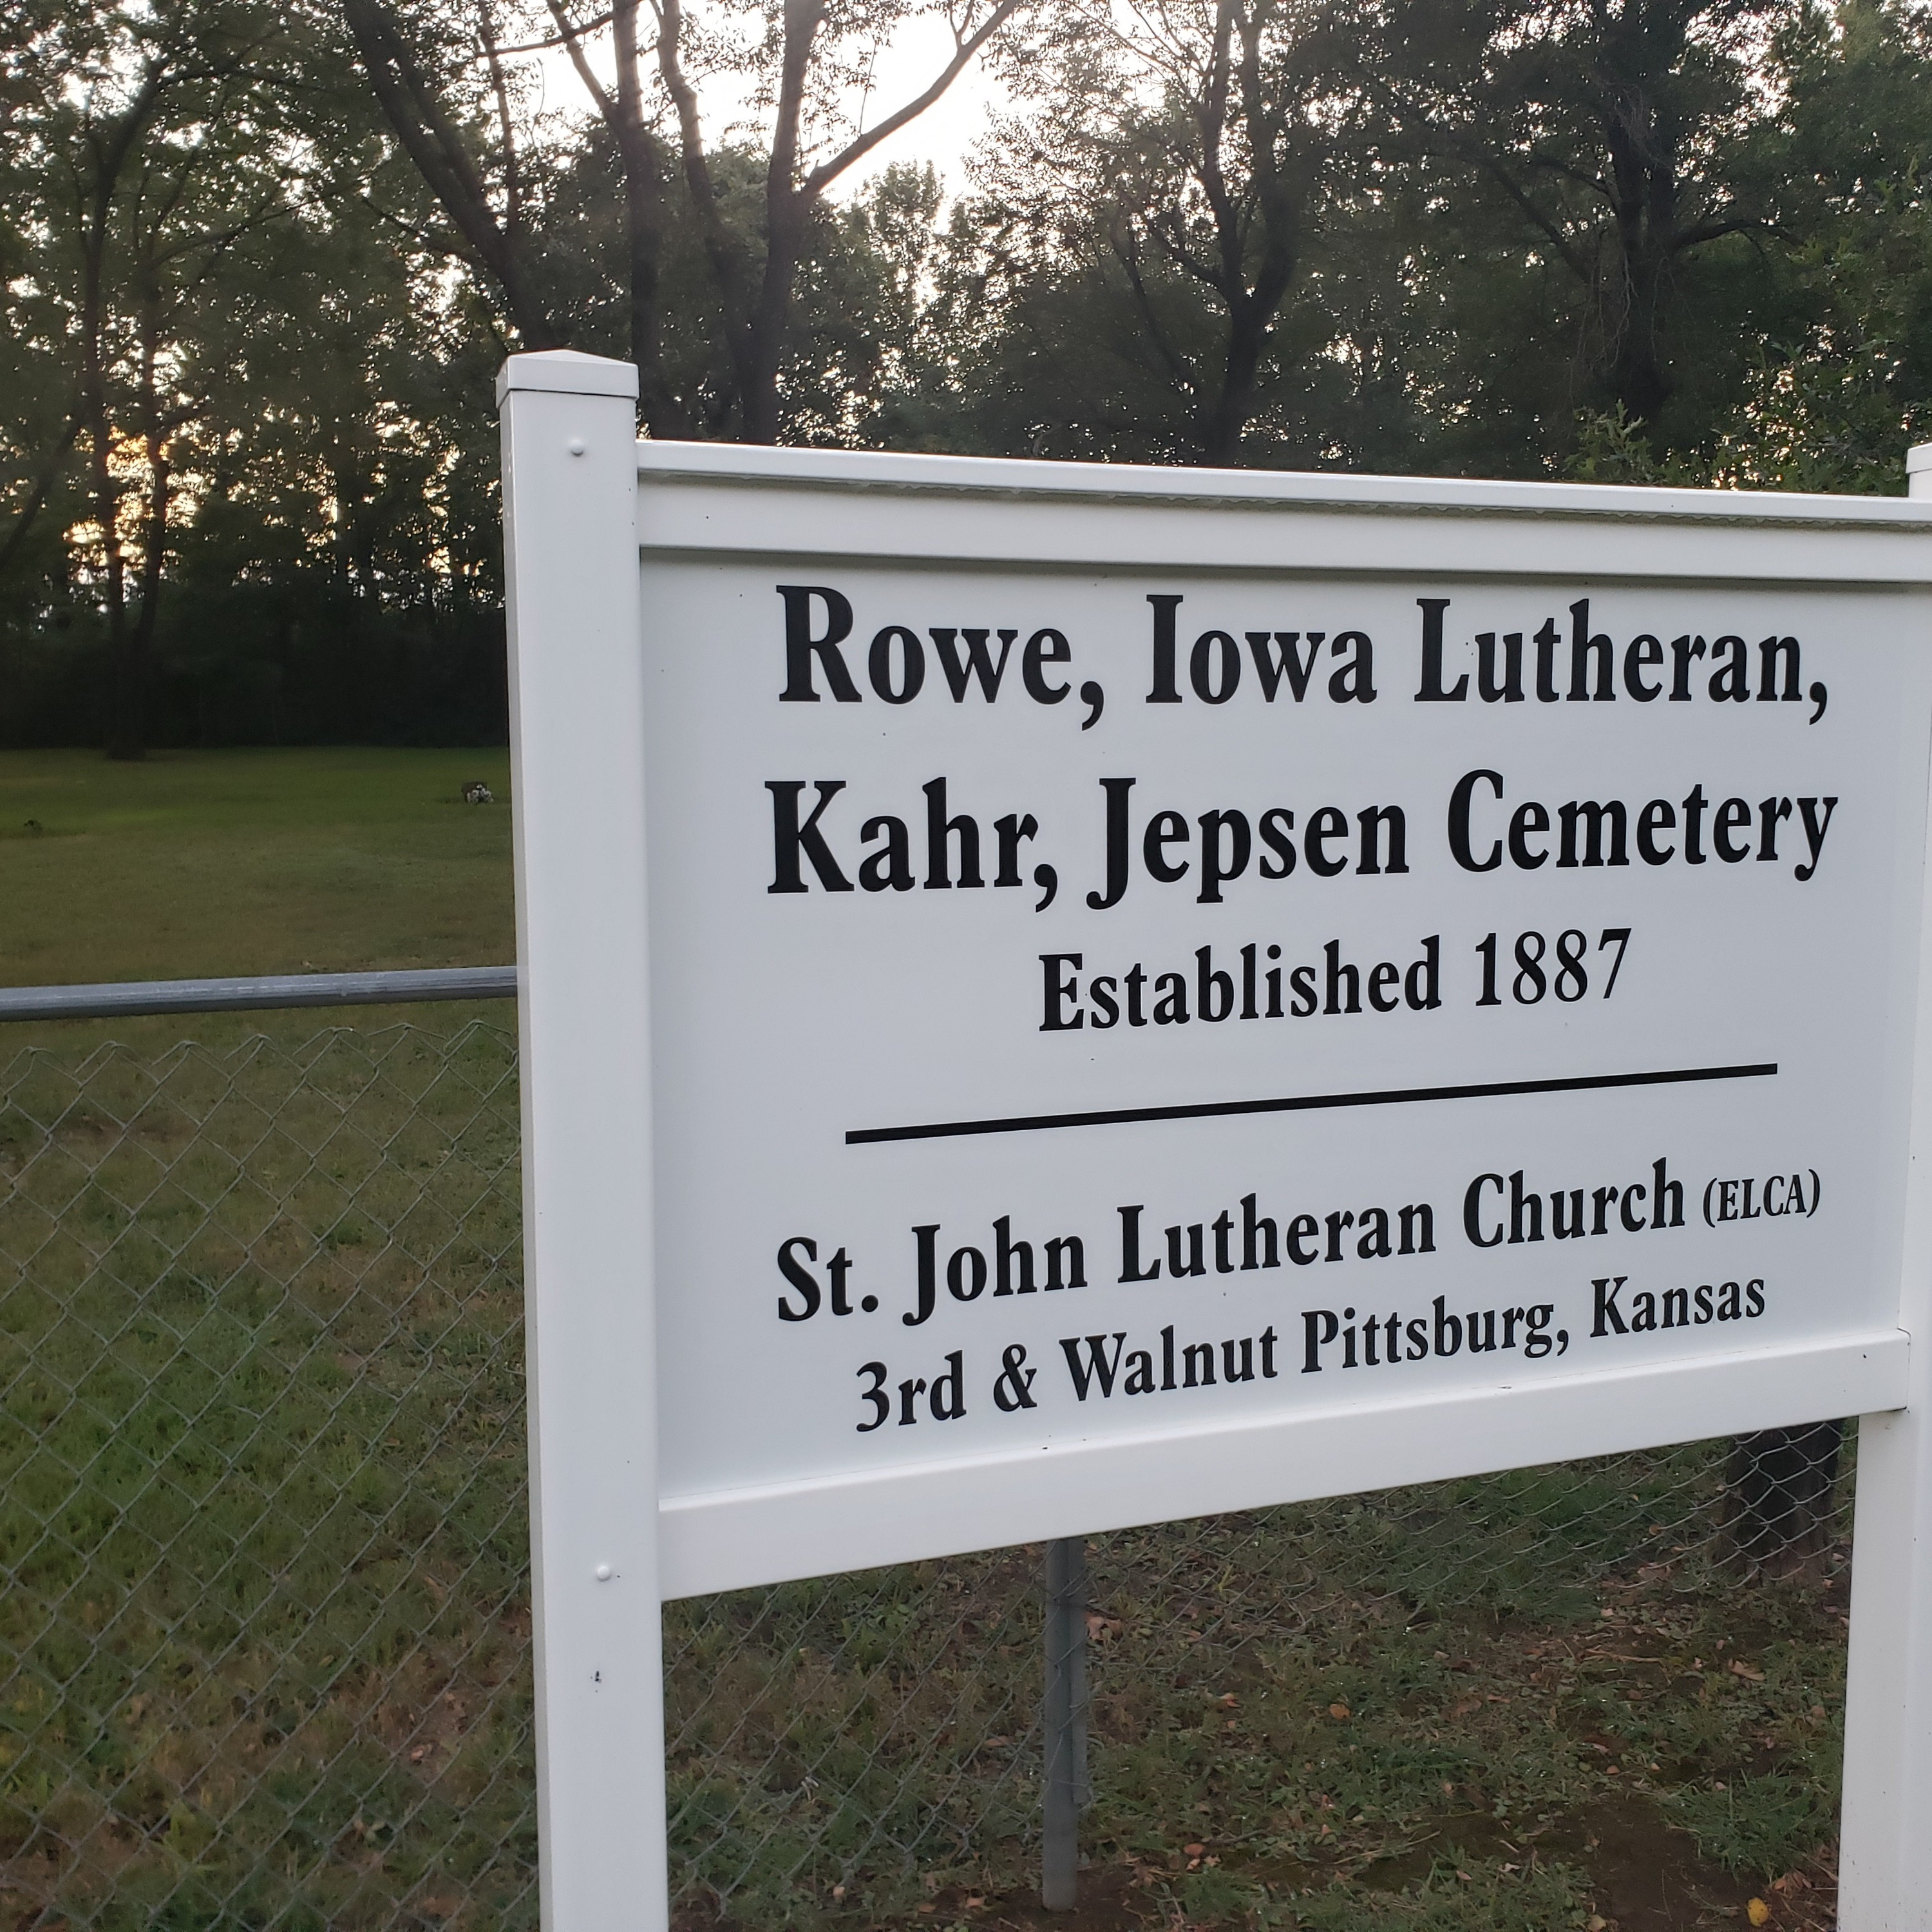 Rowe, Iowa Lutheran,
Kahr, Jepsen Cemetery
Established 1887
St. John Lutheran Church (ELCA)
3rd & Walnut Pittsburg, Kansas